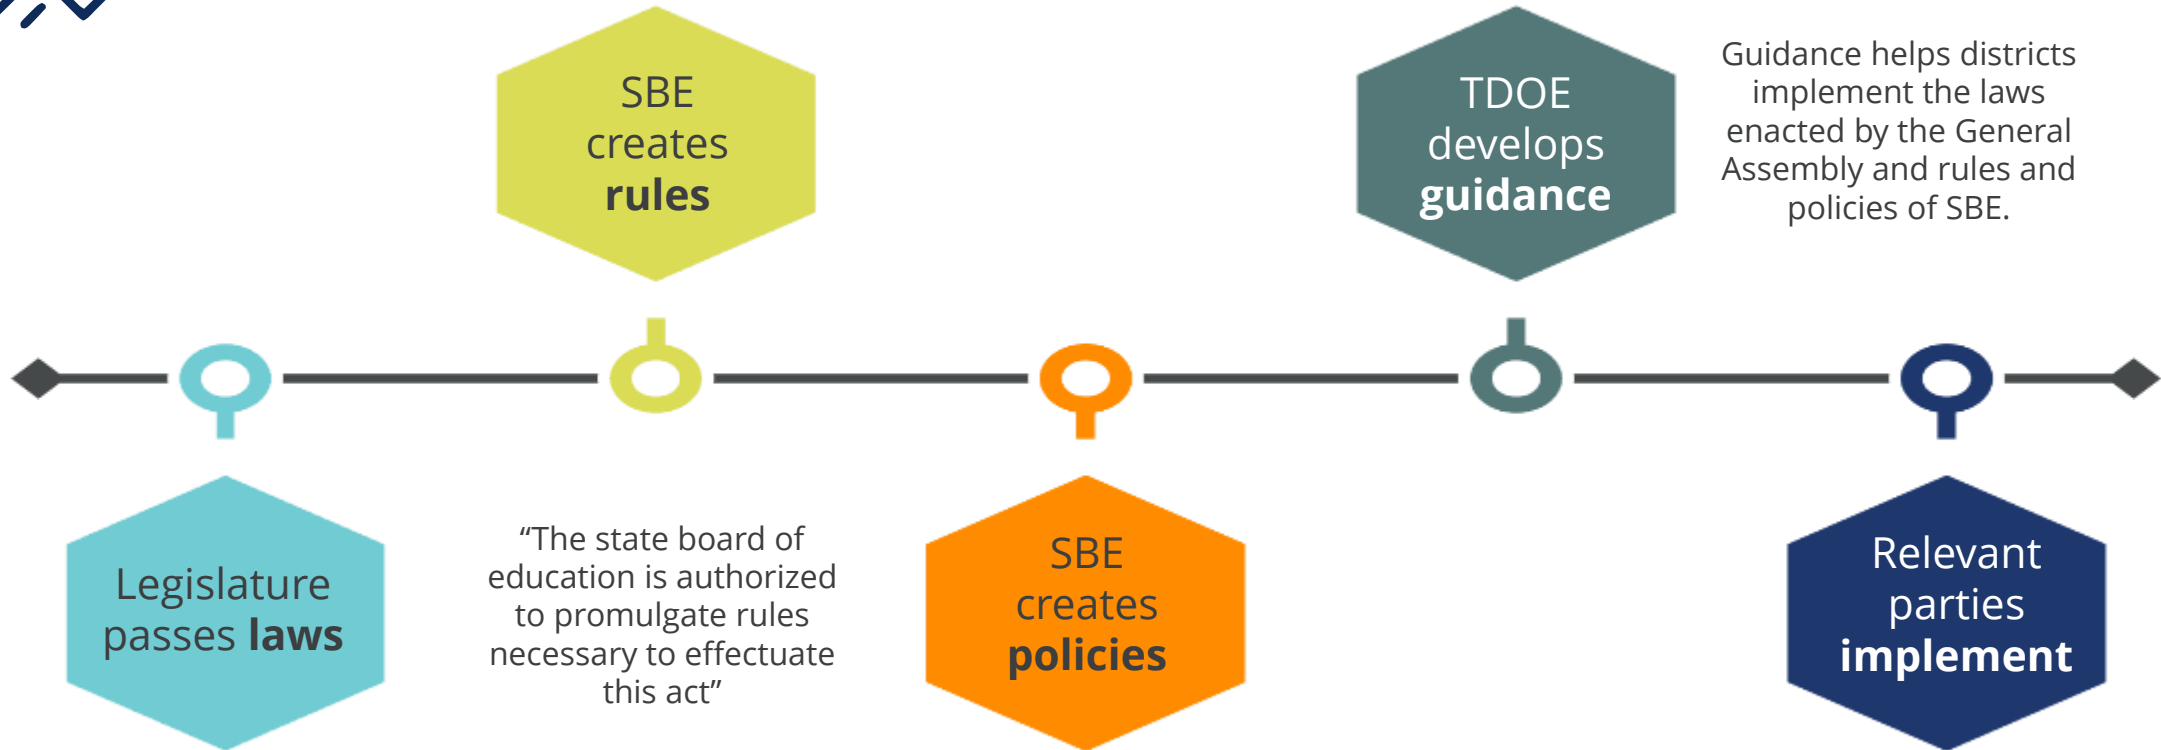 Legislature
passes laws
SBE
creates
rules
“The state board of
education is authorized
to promulgate rules
necessary to effectuate
this act”
SBE
creates
policies
TDOE
develops
guidance
Guidance helps districts
implement the laws
enacted by the General
Assembly and rules and
policies of SBE.
Relevant
parties
implement